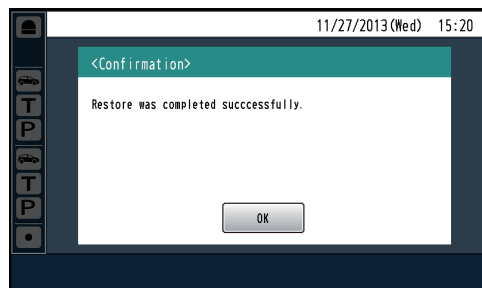 11/27/2013(Wed) 15:20
<Confirmation>
Restore was completed succcessfully.
T
P
T
P
OK